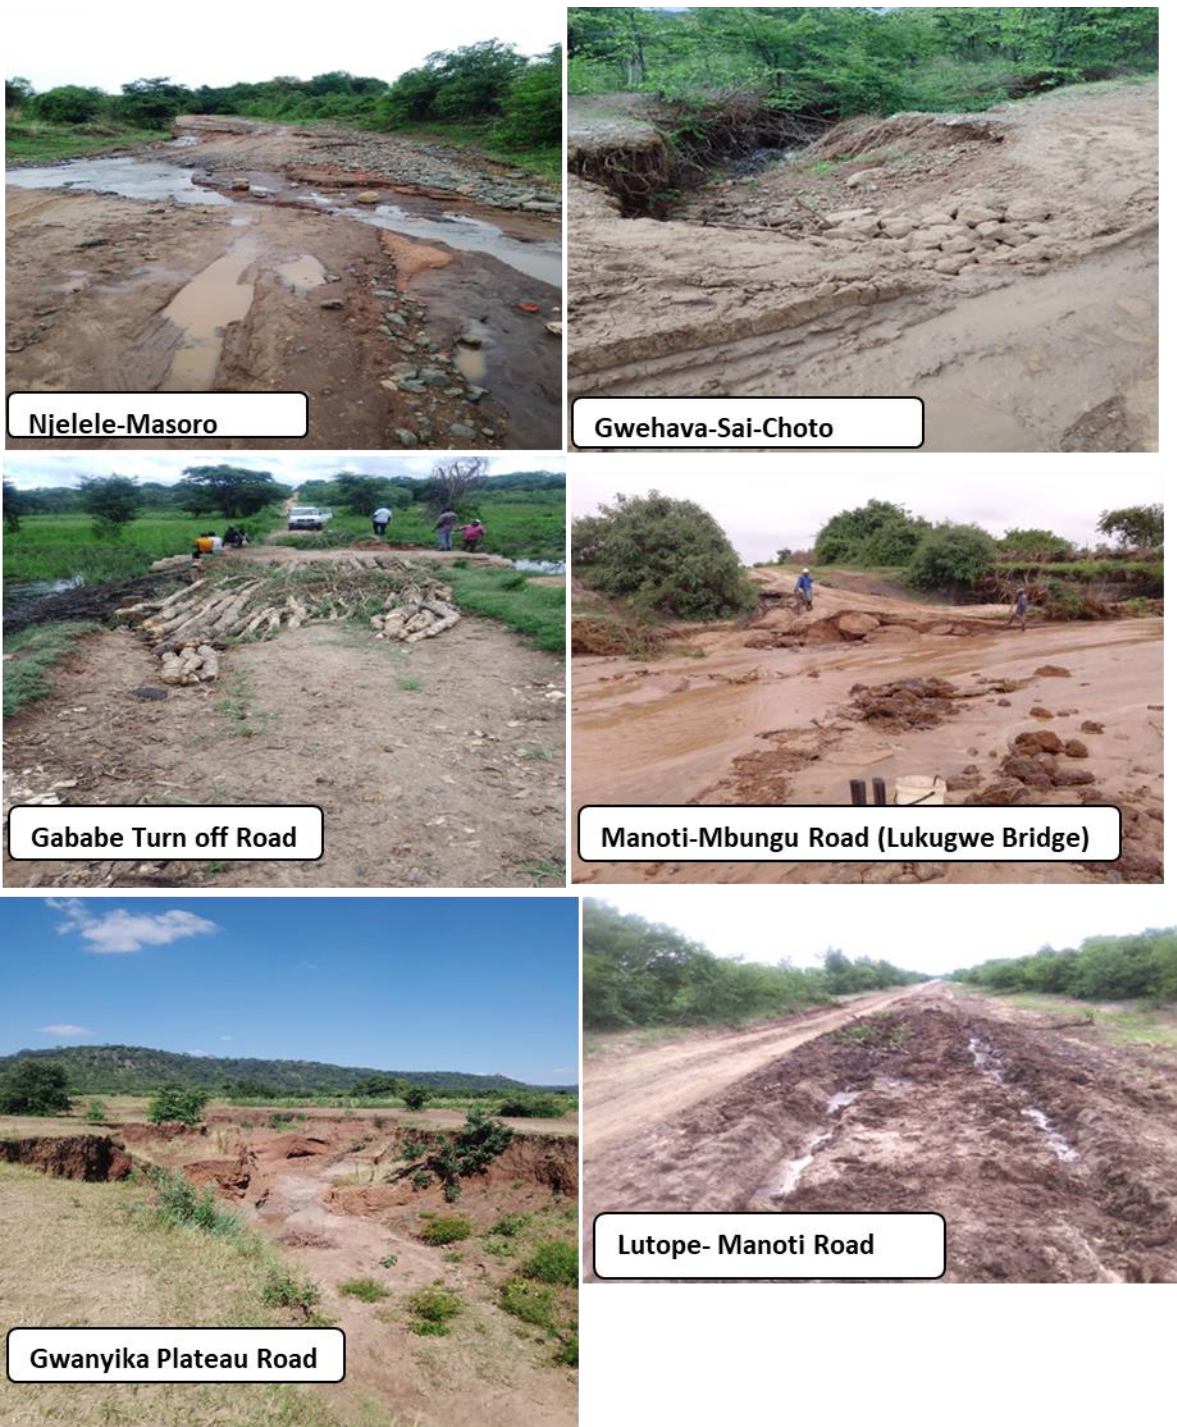 Njelele-Masoro
Gwehava-Sai-Choto
Gababe Turn off Road
Manoti-Mbungu Road (Lukugwe Bridge)
Gwanyika Plateau Road
Lutope- Manoti Road